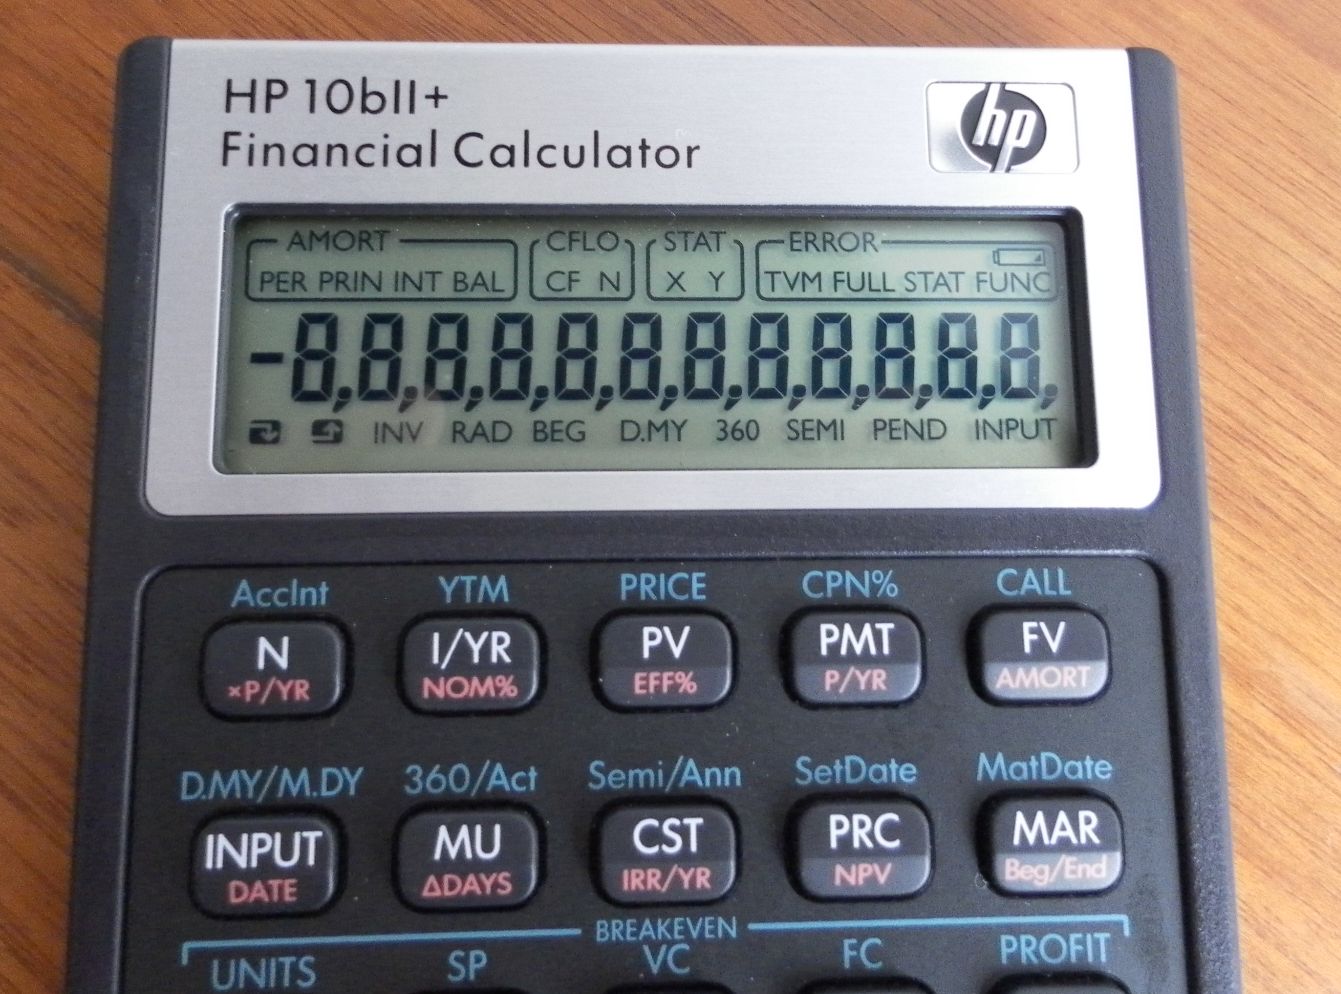 HP 10bII+
Financial Calculator
hp
AMORT CFLO STAT ERROR
PER PRIN INT BAL CF N X Y TVM FULL STAT FUNC
-8,8,8,8,8,8,8,8,8,8,8,8,
INV RAD BEG D.MY 360 SEMI PEND INPUT
AccInt YTM PRICE CPN% CALL
N I/YR PV PMT FV
×P/YR NOM% EFF% P/YR AMORT
D.MY/M.DY 360/Act Semi/Ann SetDate MatDate
INPUT MU CST PRC MAR
DATE ΔDAYS IRR/YR NPV Beg/End
BREAKEVEN
UNITS SP VC FC PROFIT